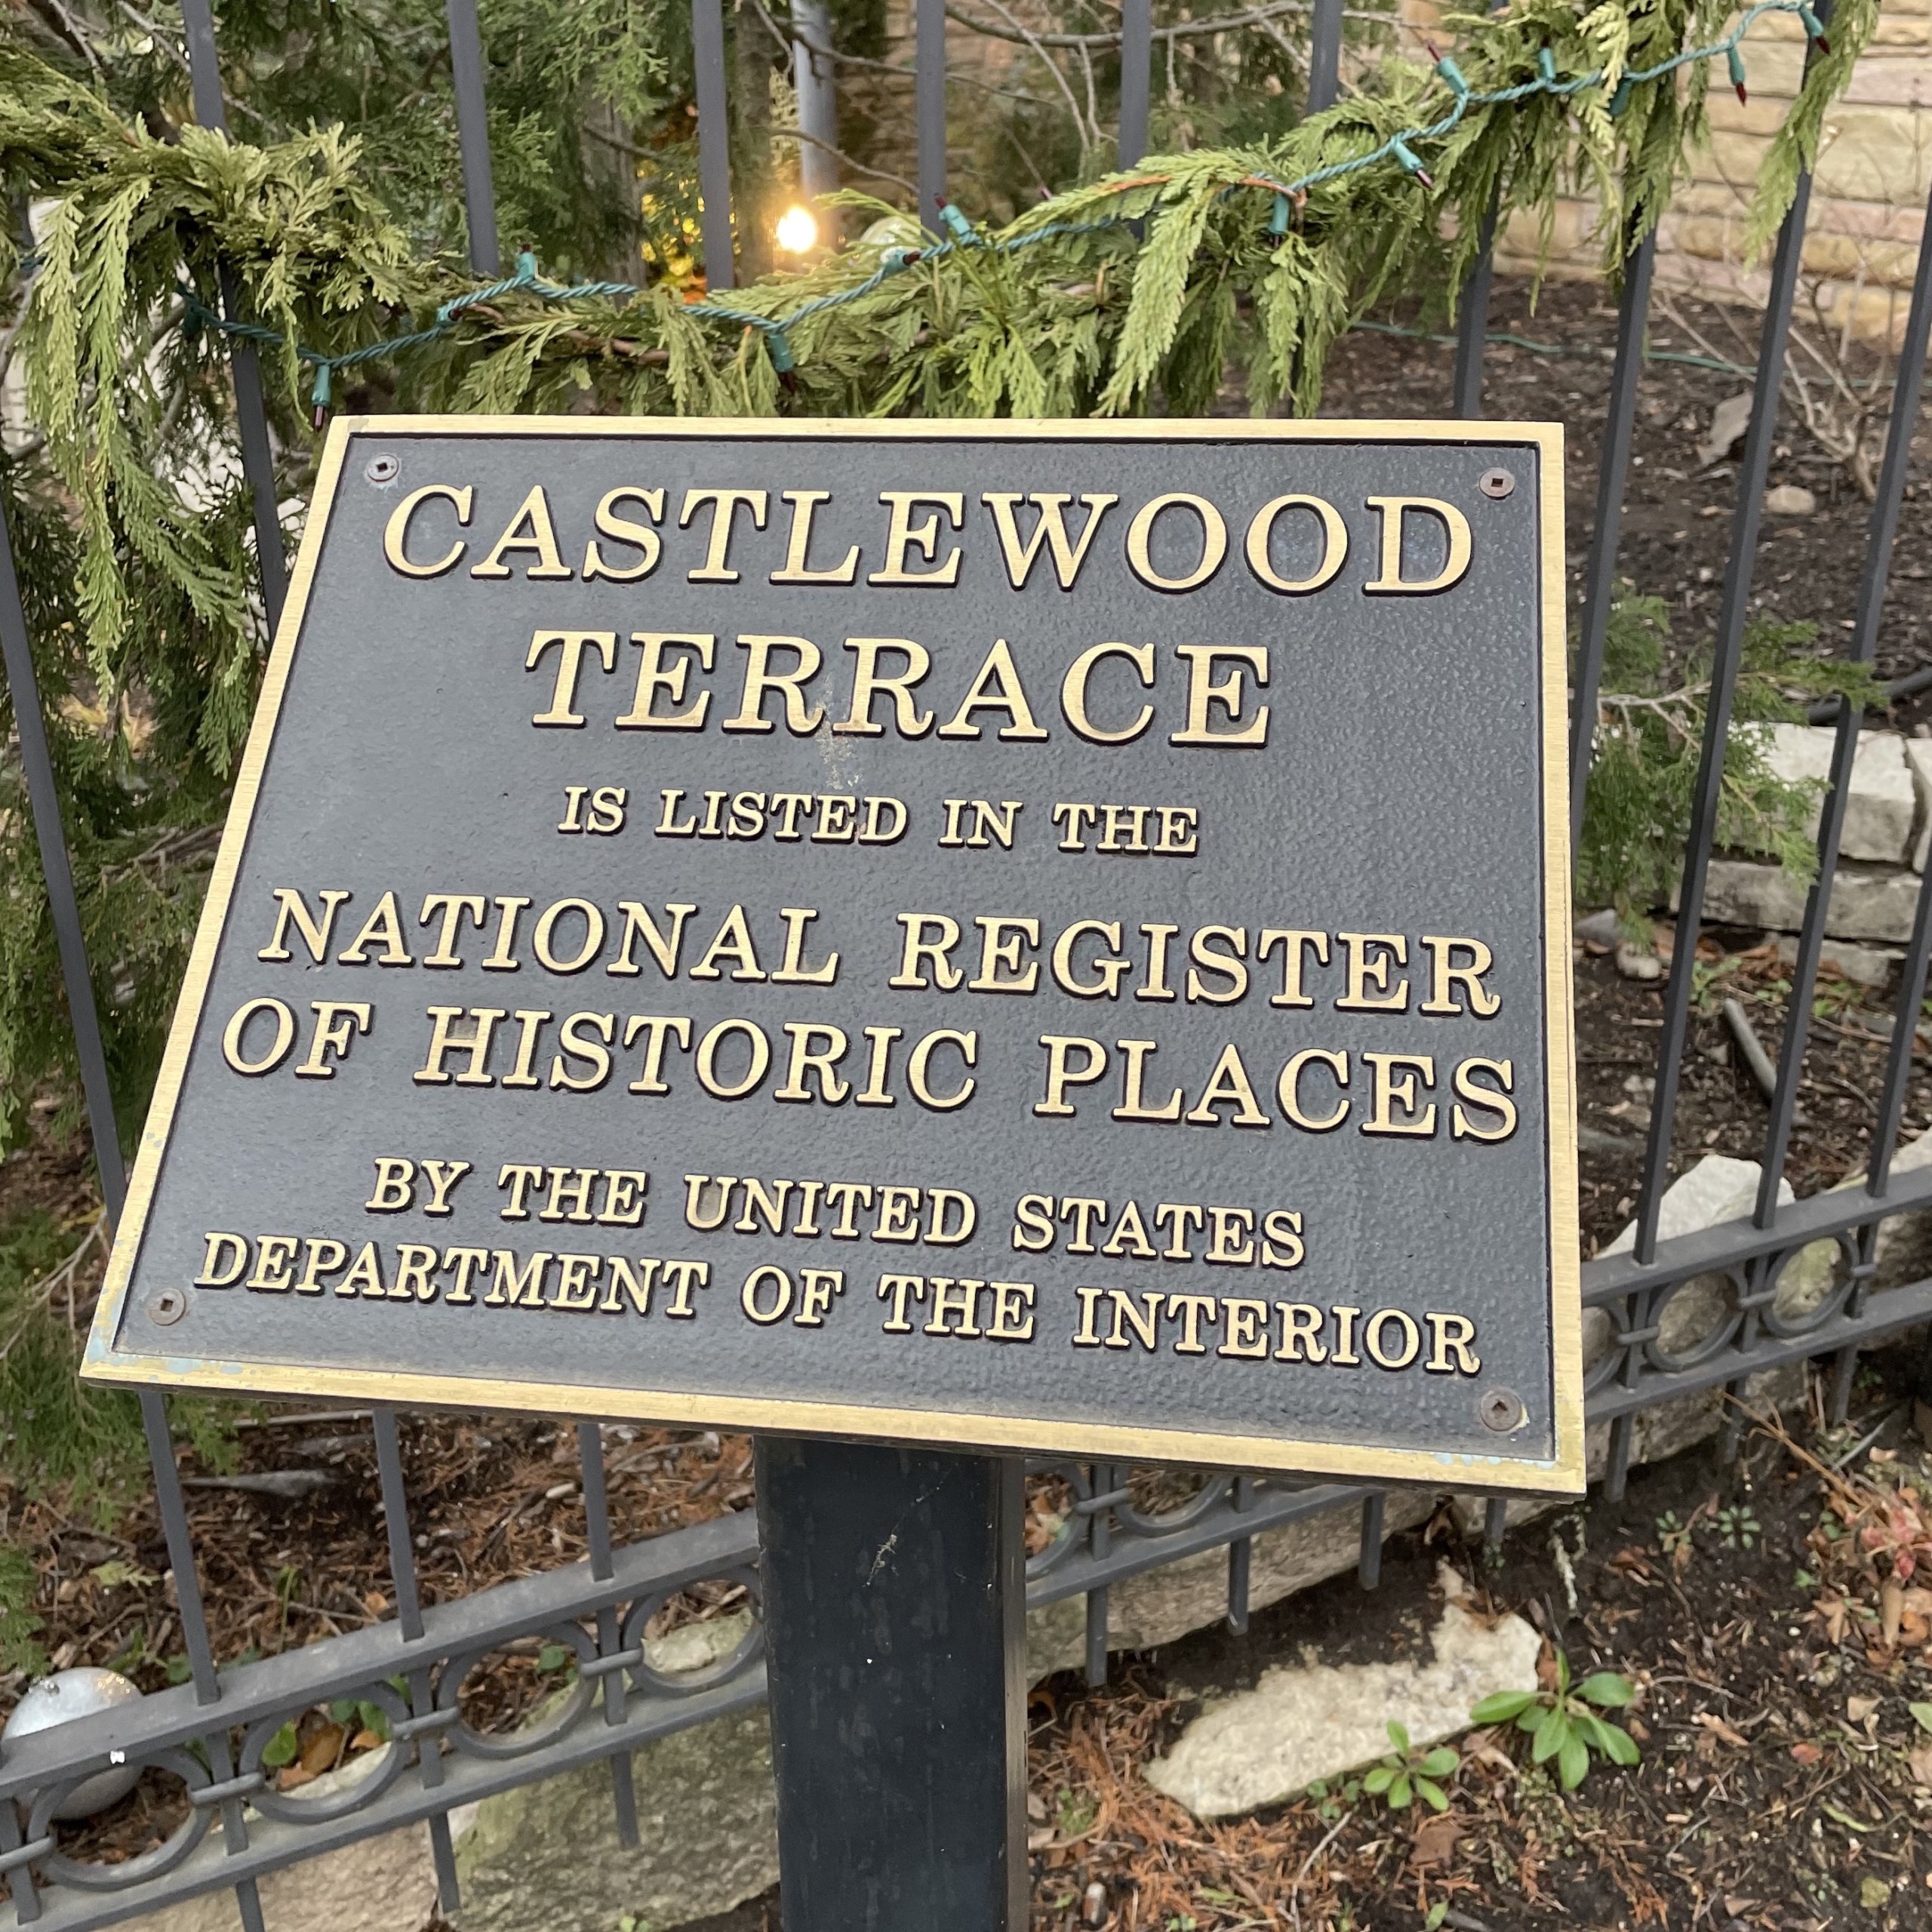 CASTLEWOOD
TERRACE
IS LISTED IN THE
NATIONAL REGISTER
OF HISTORIC PLACES
BY THE UNITED STATES
DEPARTMENT OF THE INTERIOR